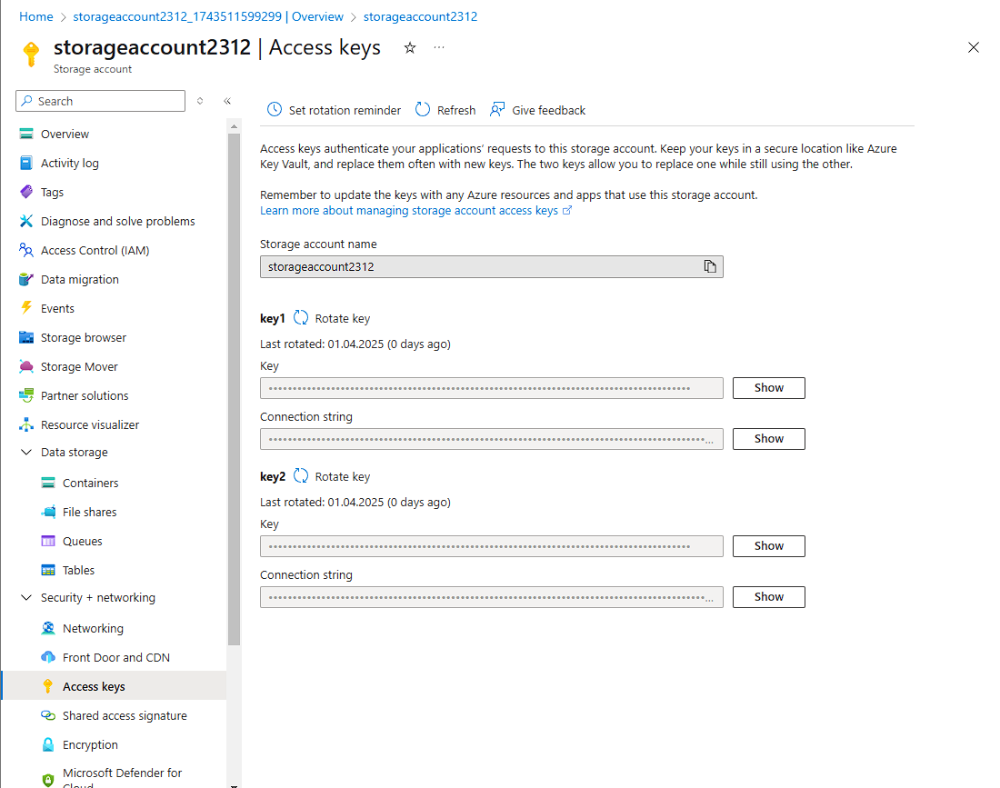 Home > storageaccount2312_1743511599299 | Overview > storageaccount2312
storageaccount2312 | Access keys
Storage account
Search
Overview
Activity log
Tags
Diagnose and solve problems
Access Control (IAM)
Data migration
Events
Storage browser
Storage Mover
Partner solutions
Resource visualizer
Data storage
Containers
File shares
Queues
Tables
Security + networking
Networking
Front Door and CDN
Access keys
Shared access signature
Encryption
Microsoft Defender for
Cloud
Set rotation reminder Refresh Give feedback
Access keys authenticate your applications' requests to this storage account. Keep your keys in a secure location like Azure
Key Vault, and replace them often with new keys. The two keys allow you to replace one while still using the other.
Remember to update the keys with any Azure resources and apps that use this storage account.
Learn more about managing storage account access keys
Storage account name
storageaccount2312
key1 Rotate key
Last rotated: 01.04.2025 (0 days ago)
Key
Show
Connection string
Show
key2 Rotate key
Last rotated: 01.04.2025 (0 days ago)
Key
Show
Connection string
Show